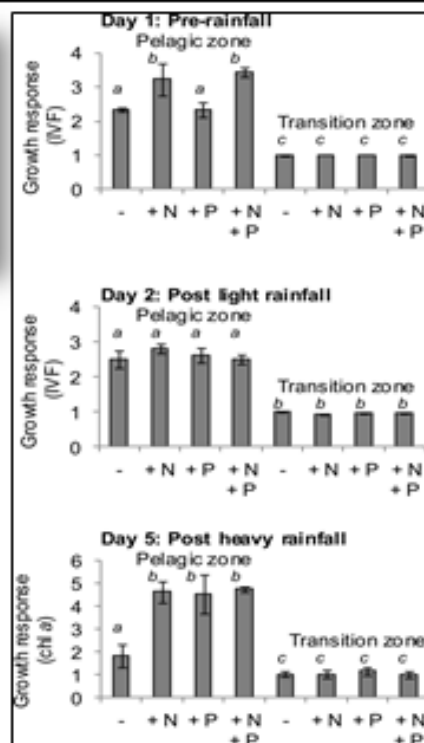 Day 1: Pre-rainfall
Pelagic zone
Growth response
(IVF)
4
3
2
1
0
a
b
a
b
Transition zone
c c c c
- + N + P + N - + N + P + N
+ P + P
Day 2: Post light rainfall
Pelagic zone
Growth response
(IVF)
4
3
2
1
0
a a a a
Transition zone
b b b b
- + N + P + N - + N + P + N
+ P + P
Day 5: Post heavy rainfall
Pelagic zone
Growth response
(chl a)
6
5
4
3
2
1
0
a
b b b
Transition zone
c c c c
- + N + P + N - + N + P + N
+ P + P